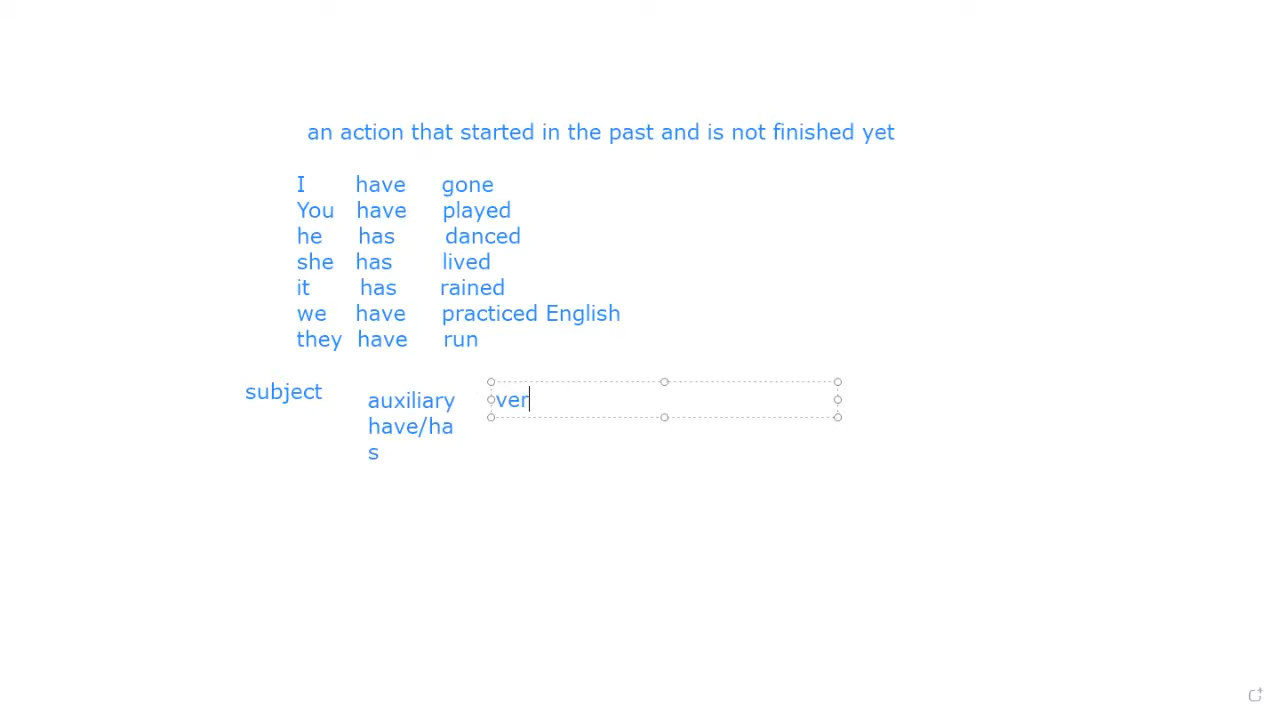 an action that started in the past and is not finished yet
I have gone
You have played
he has danced
she has lived
it has rained
we have practiced English
they have run
subject
auxiliary ver
have/ha
s